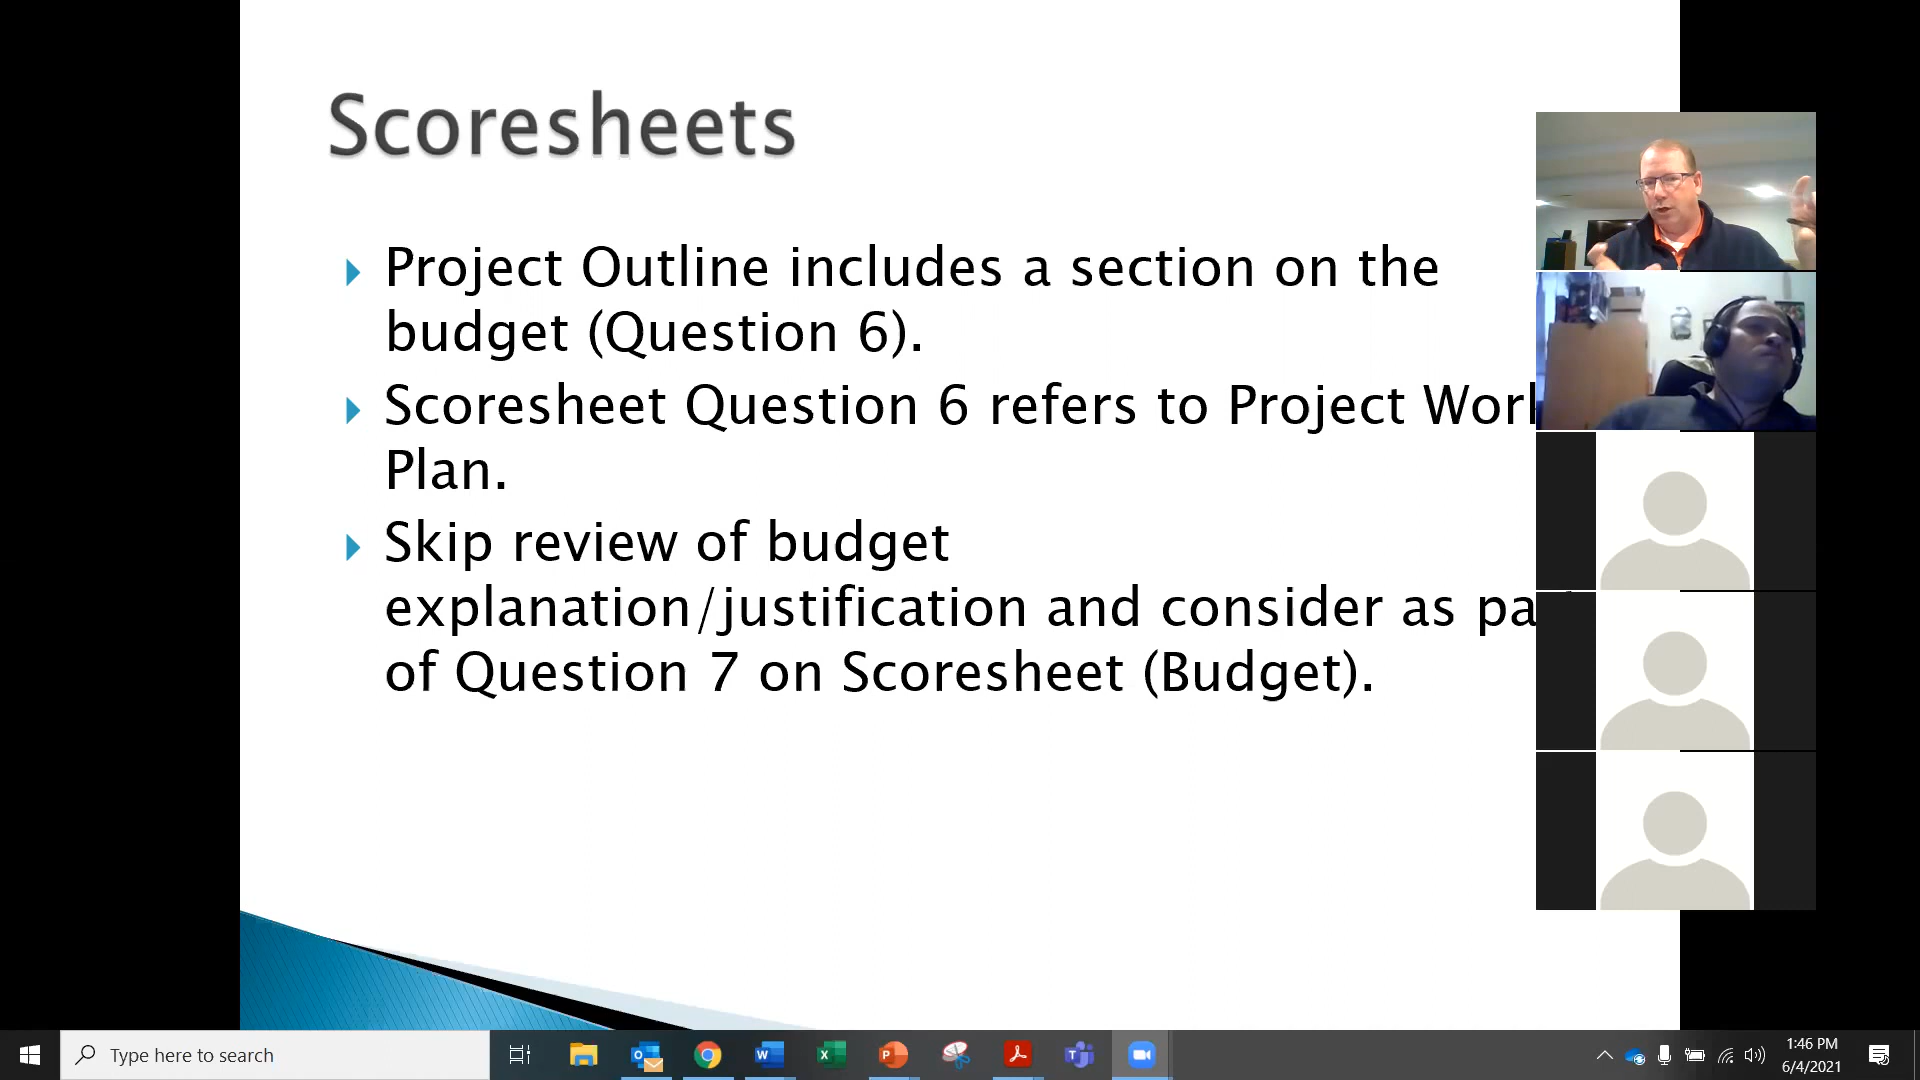 Scoresheets
Project Outline includes a section on the
budget (Question 6).
Scoresheet Question 6 refers to Project
Plan.
Skip review of budget
explanation/justification and consider as
of Question 7 on Scoresheet (Budget).
Type here to search
1:46 PM
6/4/2021